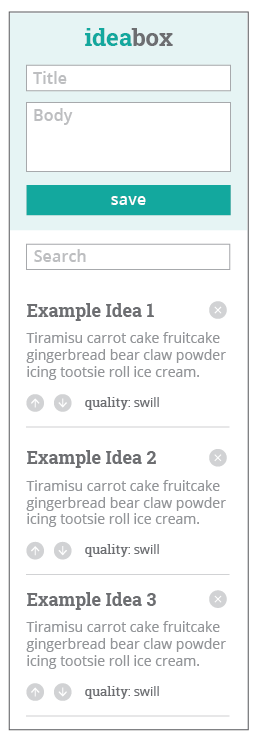 ideabox
Title
Body
save
Search
Example Idea 1
Tiramisu carrot cake fruitcake
gingerbread bear claw powder
icing tootsie roll ice cream.
quality: swill
Example Idea 2
Tiramisu carrot cake fruitcake
gingerbread bear claw powder
icing tootsie roll ice cream.
quality: swill
Example Idea 3
Tiramisu carrot cake fruitcake
gingerbread bear claw powder
icing tootsie roll ice cream.
quality: swill